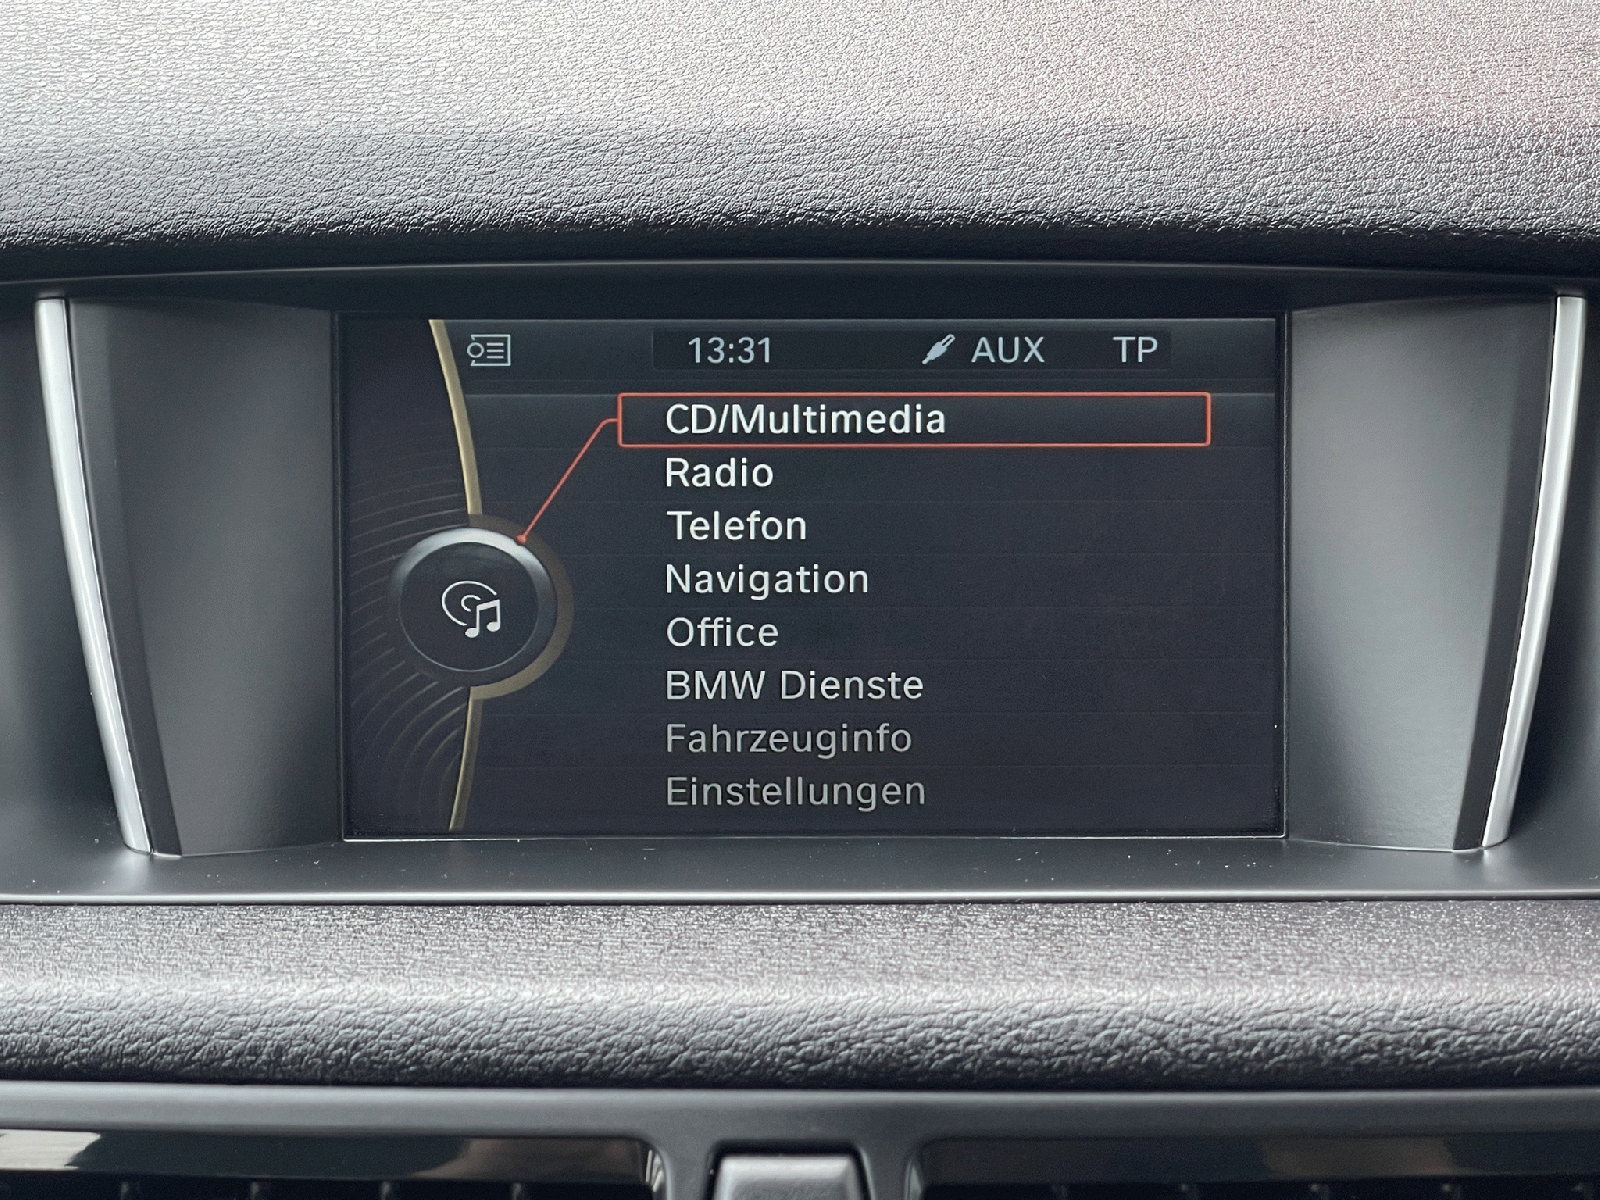 13:31 AUX TP
CD/Multimedia
Radio
Telefon
Navigation
Office
BMW Dienste
Fahrzeuginfo
Einstellungen